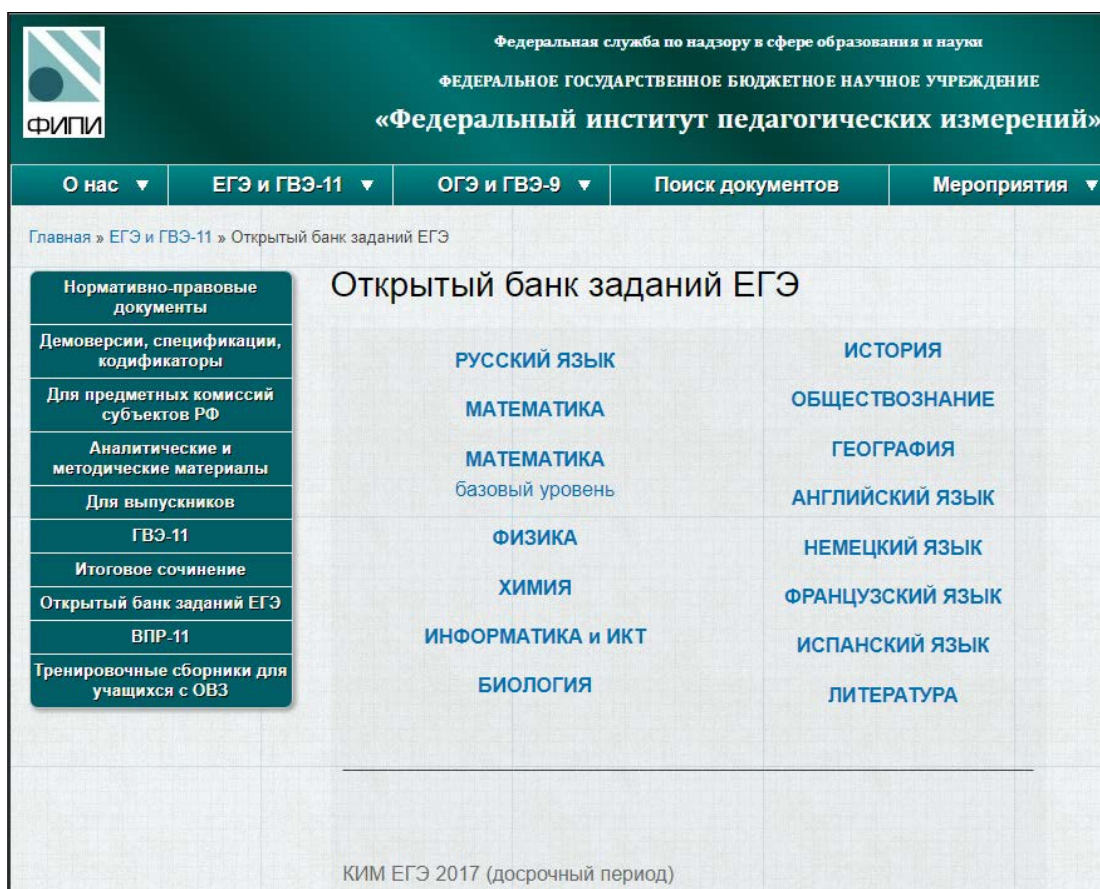 Федеральная служба по надзору в сфере образования и науки
ФЕДЕРАЛЬНОЕ ГОСУДАРСТВЕННОЕ БЮДЖЕТНОЕ НАУЧНОЕ УЧРЕЖДЕНИЕ
«Федеральный институт педагогических измерений»
ФИПИ
О нас ▼ ЕГЭ и ГВЭ-11 ▼ ОГЭ и ГВЭ-9 ▼ Поиск документов Мероприятия ▼
Главная » ЕГЭ и ГВЭ-11 » Открытый банк заданий ЕГЭ
Нормативно-правовые
документы
Демоверсии, спецификации,
кодификаторы
Для предметных комиссий
субъектов РФ
Аналитические и
методические материалы
Для выпускников
ГВЭ-11
Итоговое сочинение
Открытый банк заданий ЕГЭ
ВПР-11
Тренировочные сборники для
учащихся с ОВЗ
Открытый банк заданий ЕГЭ
РУССКИЙ ЯЗЫК
МАТЕМАТИКА
МАТЕМАТИКА
базовый уровень
ФИЗИКА
ХИМИЯ
ИНФОРМАТИКА и ИКТ
БИОЛОГИЯ
ИСТОРИЯ
ОБЩЕСТВОЗНАНИЕ
ГЕОГРАФИЯ
АНГЛИЙСКИЙ ЯЗЫК
НЕМЕЦКИЙ ЯЗЫК
ФРАНЦУЗСКИЙ ЯЗЫК
ИСПАНСКИЙ ЯЗЫК
ЛИТЕРАТУРА
КИМ ЕГЭ 2017 (досрочный период)